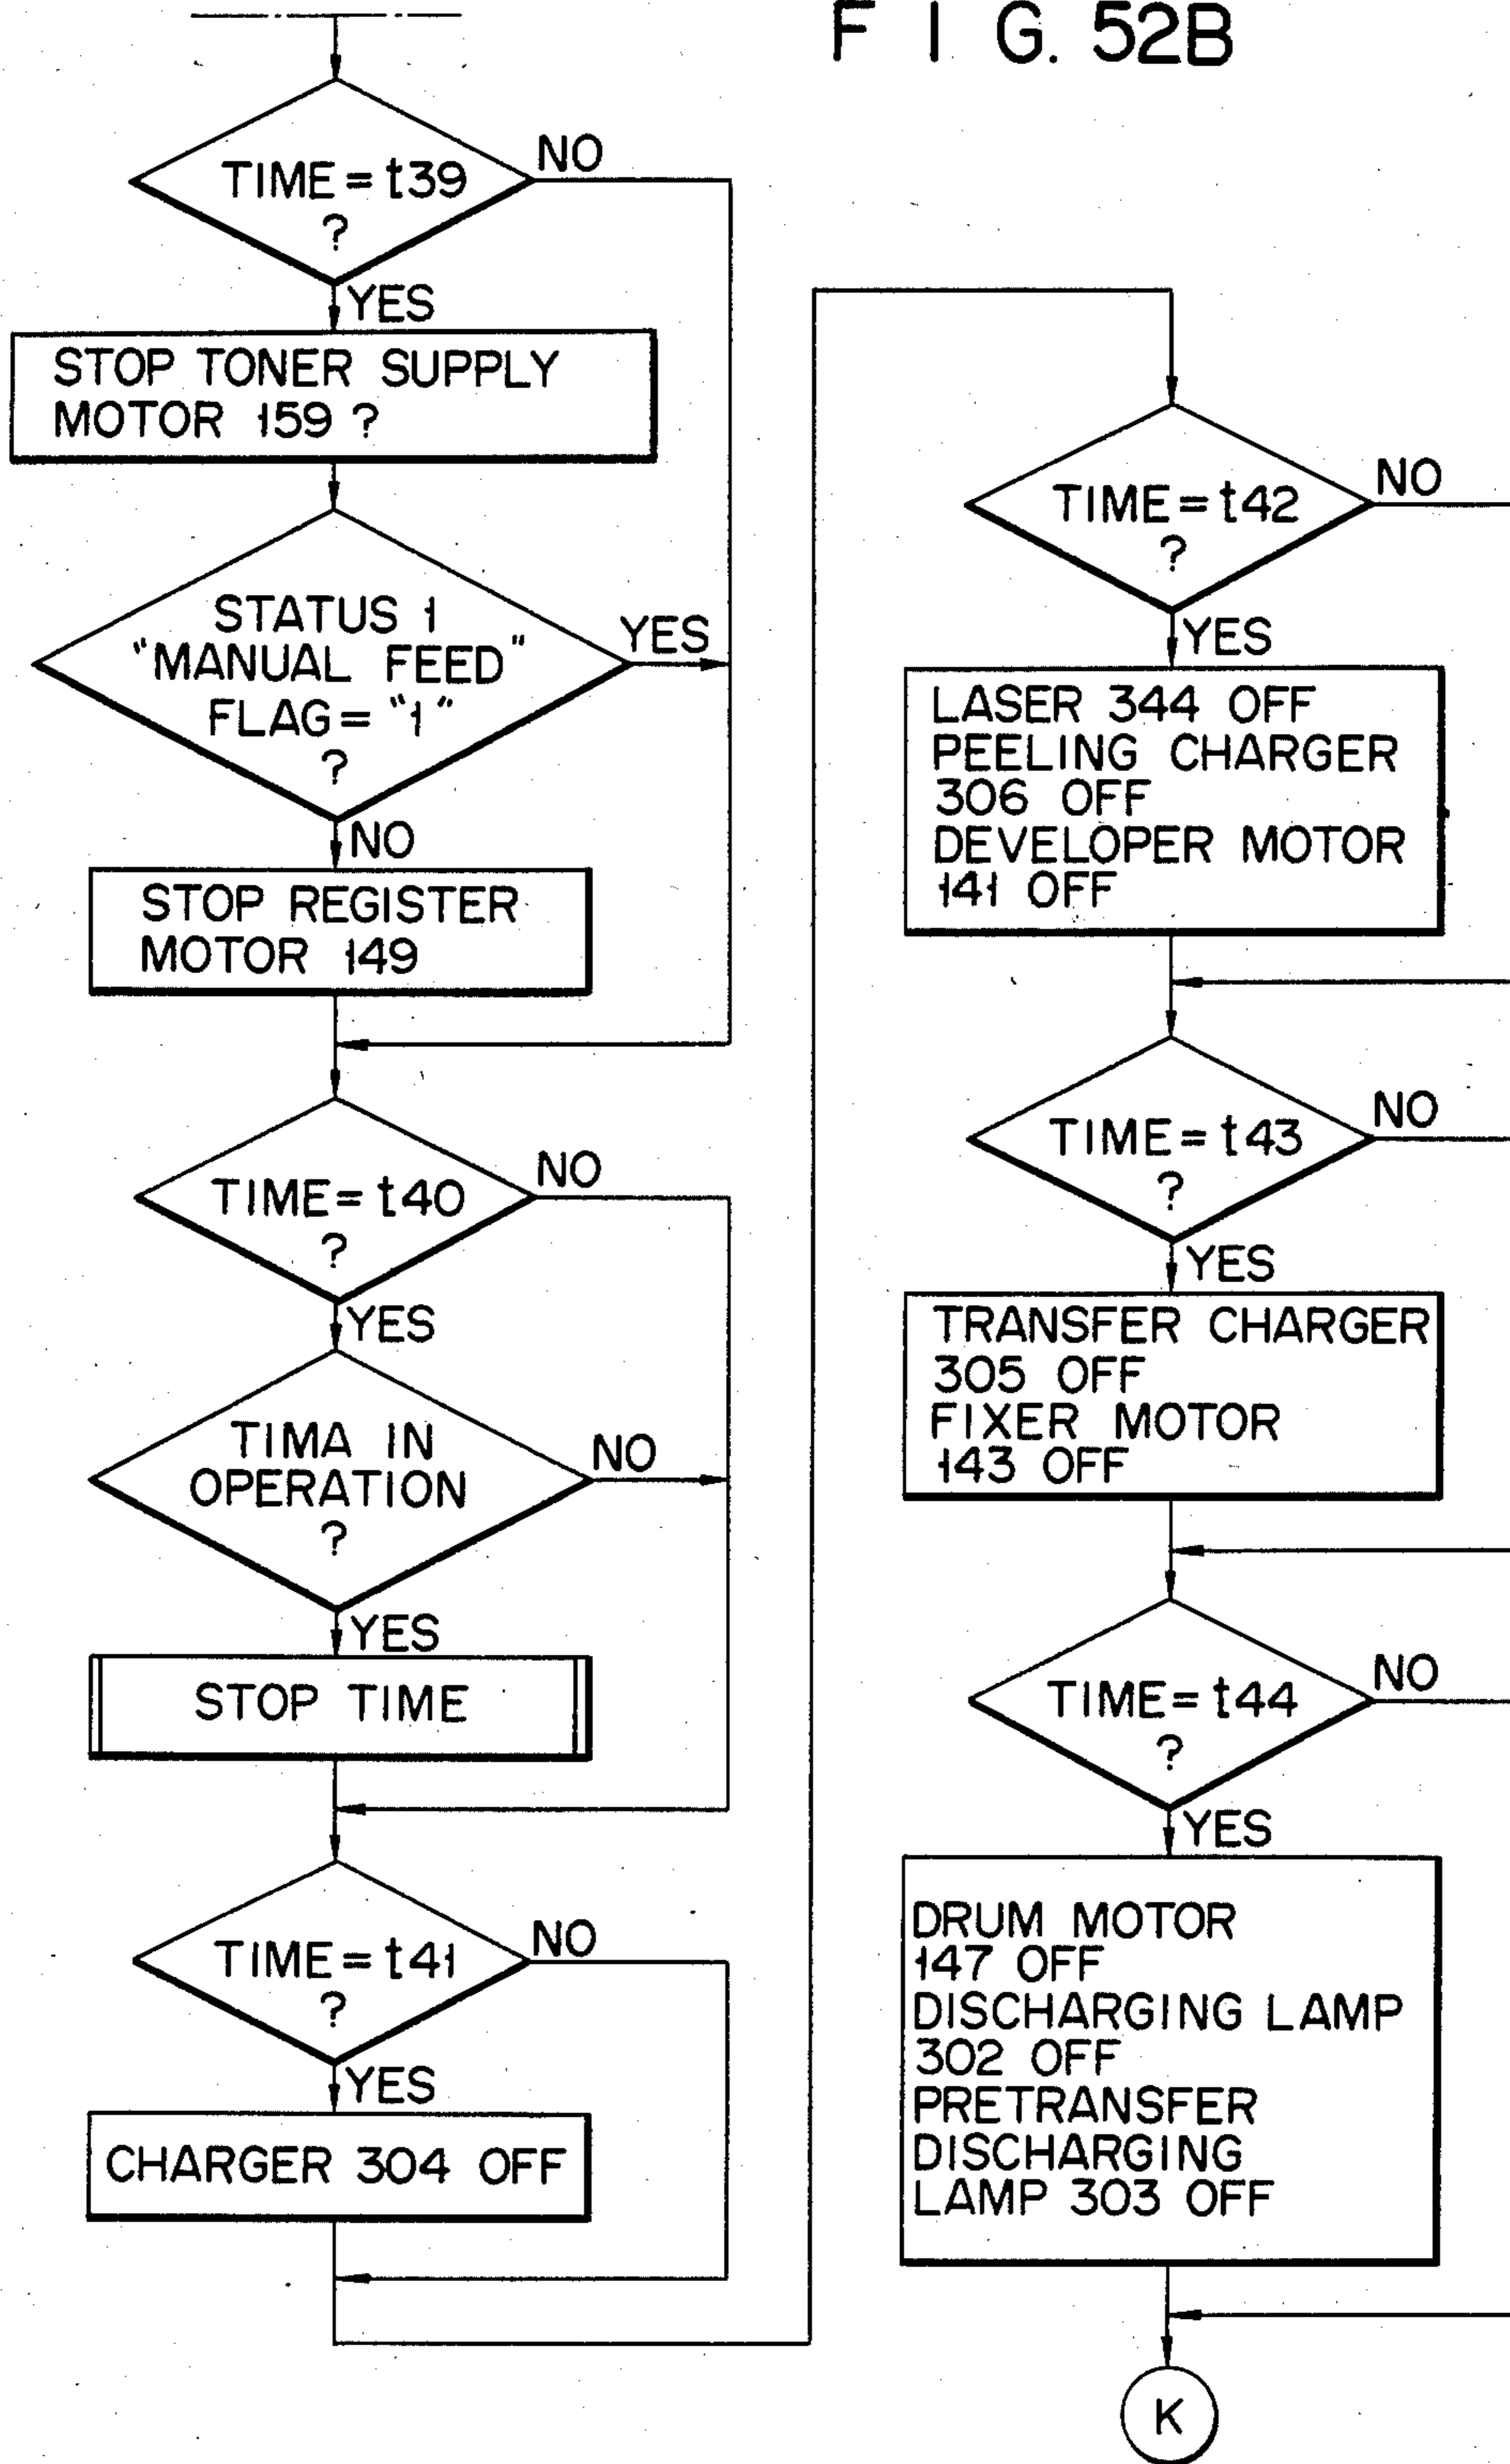 FIG. 52B
TIME = t39
?
NO
YES
STOP TONER SUPPLY
MOTOR 159 ?
STATUS 1
"MANUAL FEED"
FLAG = "1"
?
YES
NO
STOP REGISTER
MOTOR 149
TIME = t40
?
NO
YES
TIMA IN
OPERATION
?
NO
YES
STOP TIME
TIME = t41
?
NO
YES
CHARGER 304 OFF
TIME = t42
?
NO
YES
LASER 344 OFF
PEELING CHARGER
306 OFF
DEVELOPER MOTOR
141 OFF
TIME = t43
?
NO
YES
TRANSFER CHARGER
305 OFF
FIXER MOTOR
143 OFF
TIME = t44
?
NO
YES
DRUM MOTOR
147 OFF
DISCHARGING LAMP
302 OFF
PRETRANSFER
DISCHARGING
LAMP 303 OFF
K